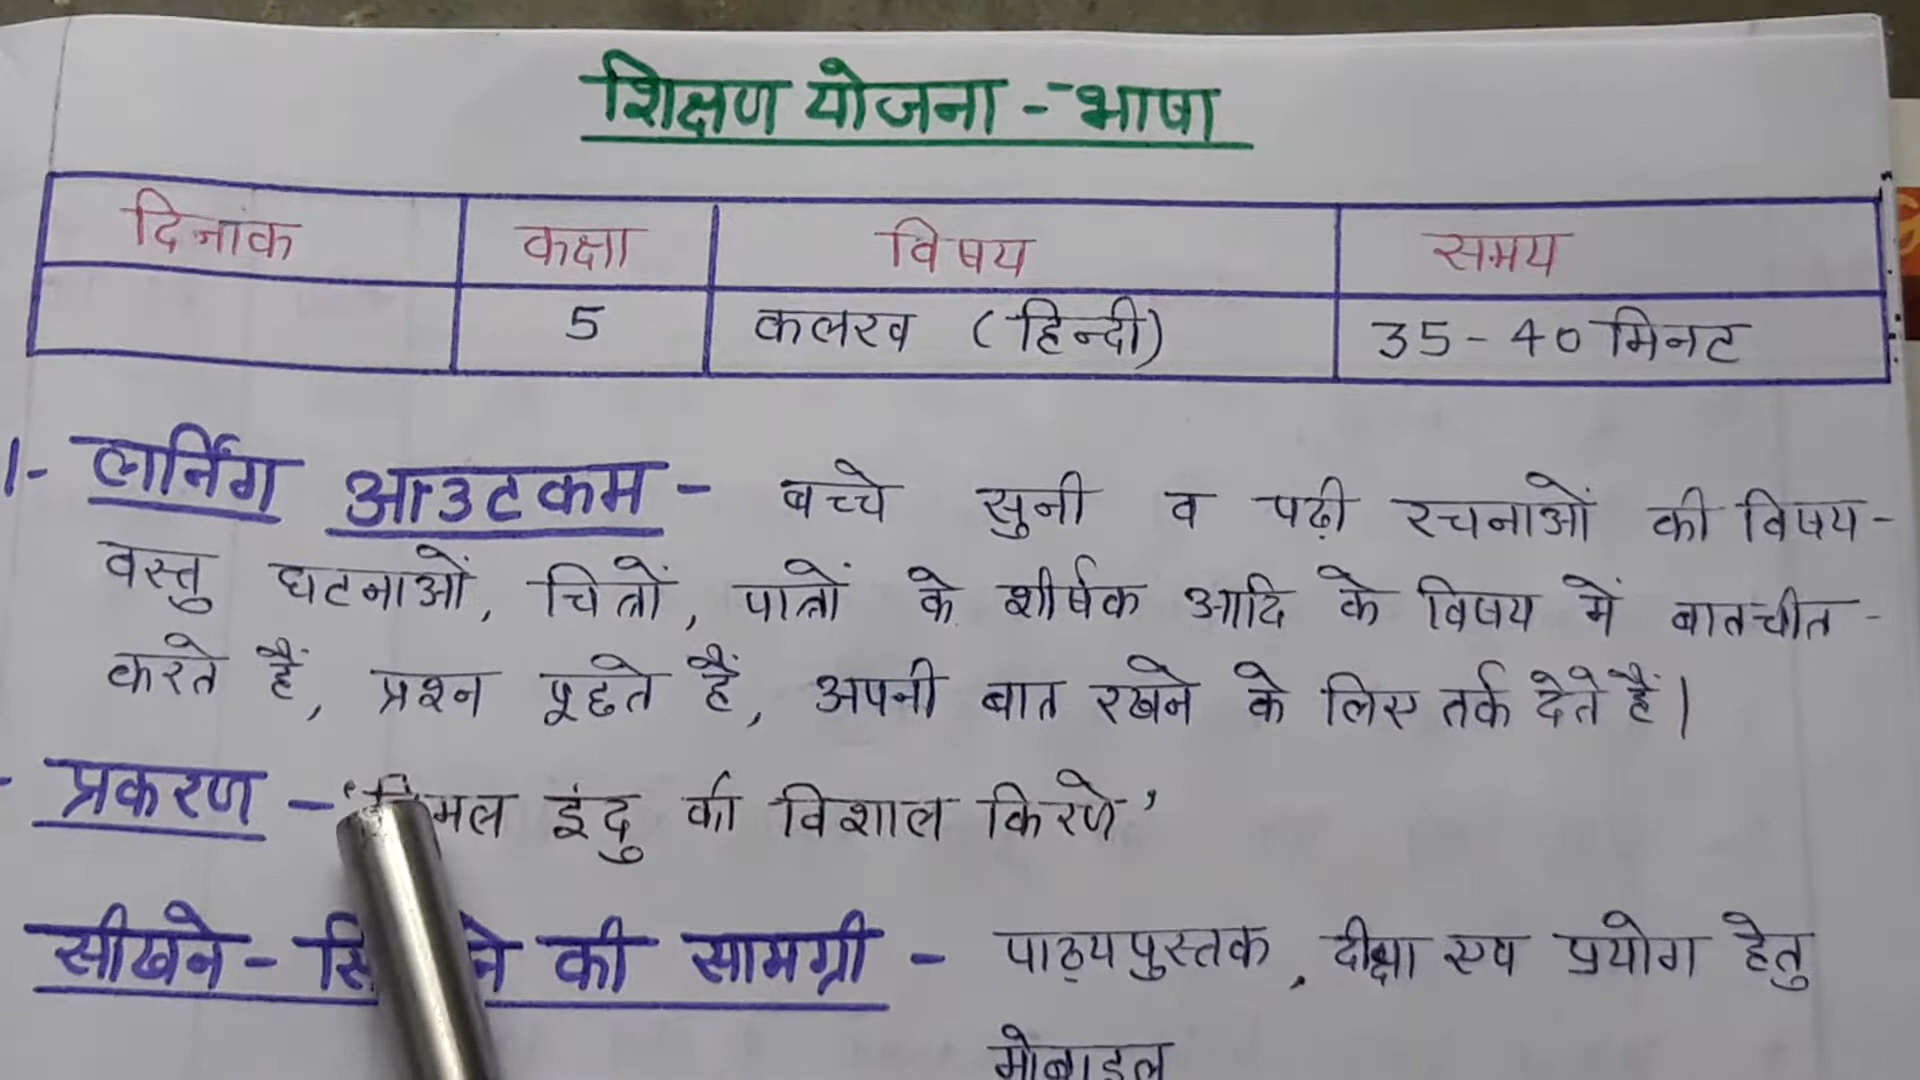 शिक्षण योजना - भाषा
दिनांक कक्षा विषय समय
5 कलरव (हिन्दी) 35-40 मिनट
1- लर्निंग आउटकम - बच्चे सुनी व पढ़ी रचनाओं की विषय-
वस्तु घटनाओं, चित्रों, पात्रों के शीर्षक आदि के विषय में बातचीत -
करते हैं, प्रश्न पूछते हैं, अपनी बात रखने के लिए तर्क देते हैं।
- प्रकरण - ' इंदु की विशाल किरणे'
सीखने - की सामग्री - पाठ्यपुस्तक, दीक्षा एप प्रयोग हेतु
मोबाइल